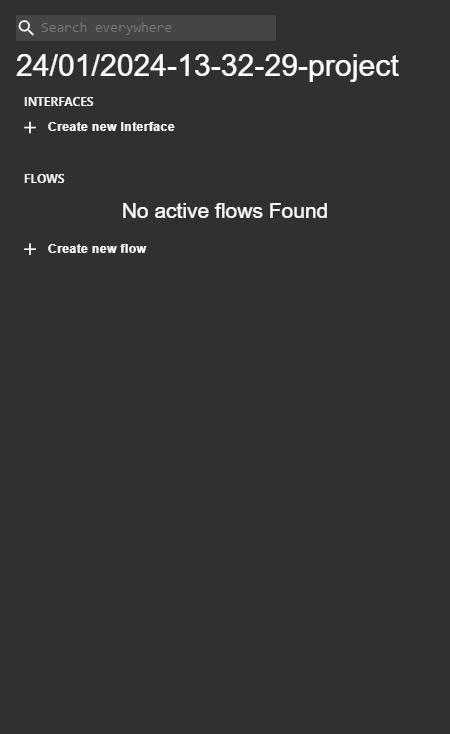 Search everywhere
24/01/2024-13-32-29-project
INTERFACES
Create new Interface
FLOWS
No active flows Found
Create new flow